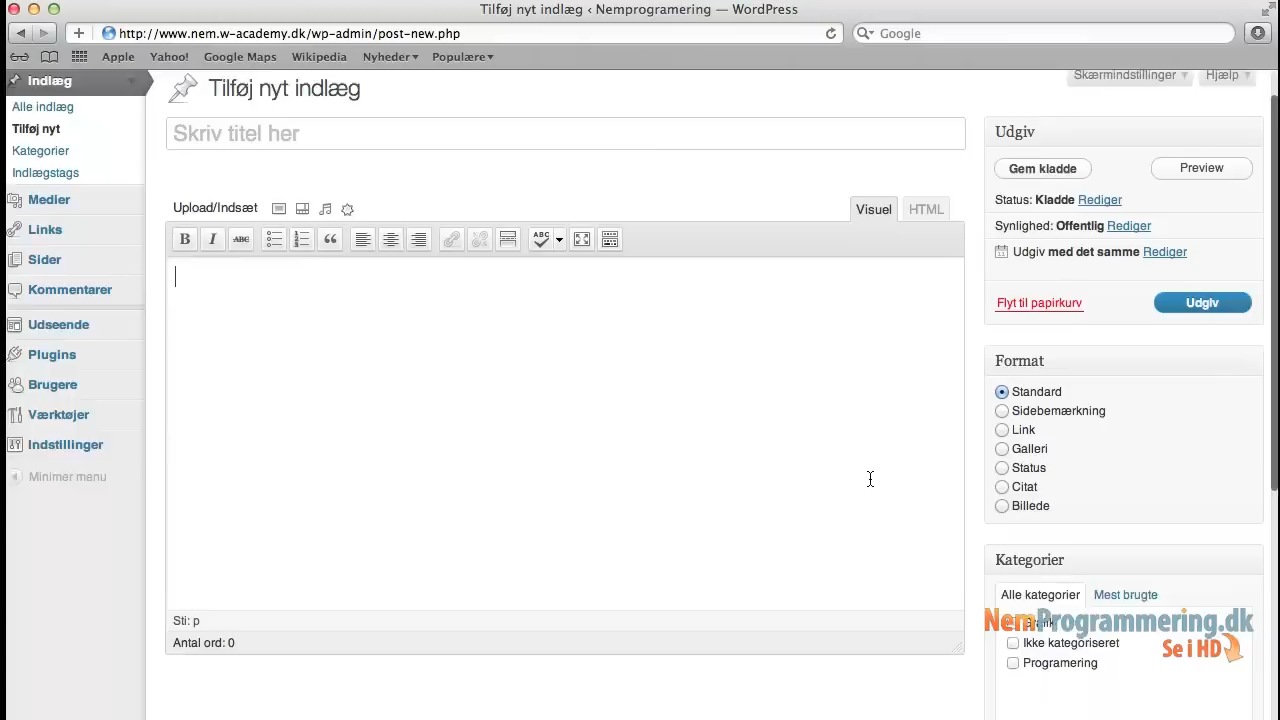 Tilføj nyt indlæg ‹ Nemprogramering — WordPress
http://www.nem.w-academy.dk/wp-admin/post-new.php
Google
Apple
Yahoo!
Google Maps
Wikipedia
Nyheder
Populære
Indlæg
Alle indlæg
Tilføj nyt
Kategorier
Indlægstags
Medier
Links
Sider
Kommentarer
Udseende
Plugins
Brugere
Værktøjer
Indstillinger
Minimer menu
Skærmindstillinger
Hjælp
Tilføj nyt indlæg
Skriv titel her
Upload/Indsæt
Visuel
HTML
B I ABC
ABC
Sti: p
Antal ord: 0
Udgiv
Gem kladde
Preview
Status: Kladde Rediger
Synlighed: Offentlig Rediger
Udgiv med det samme Rediger
Flyt til papirkurv
Udgiv
Format
Standard
Sidebemærkning
Link
Galleri
Status
Citat
Billede
Kategorier
Alle kategorier
Mest brugte
NemProgrammering.dk
Se i HD
Ikke kategoriseret
Programering